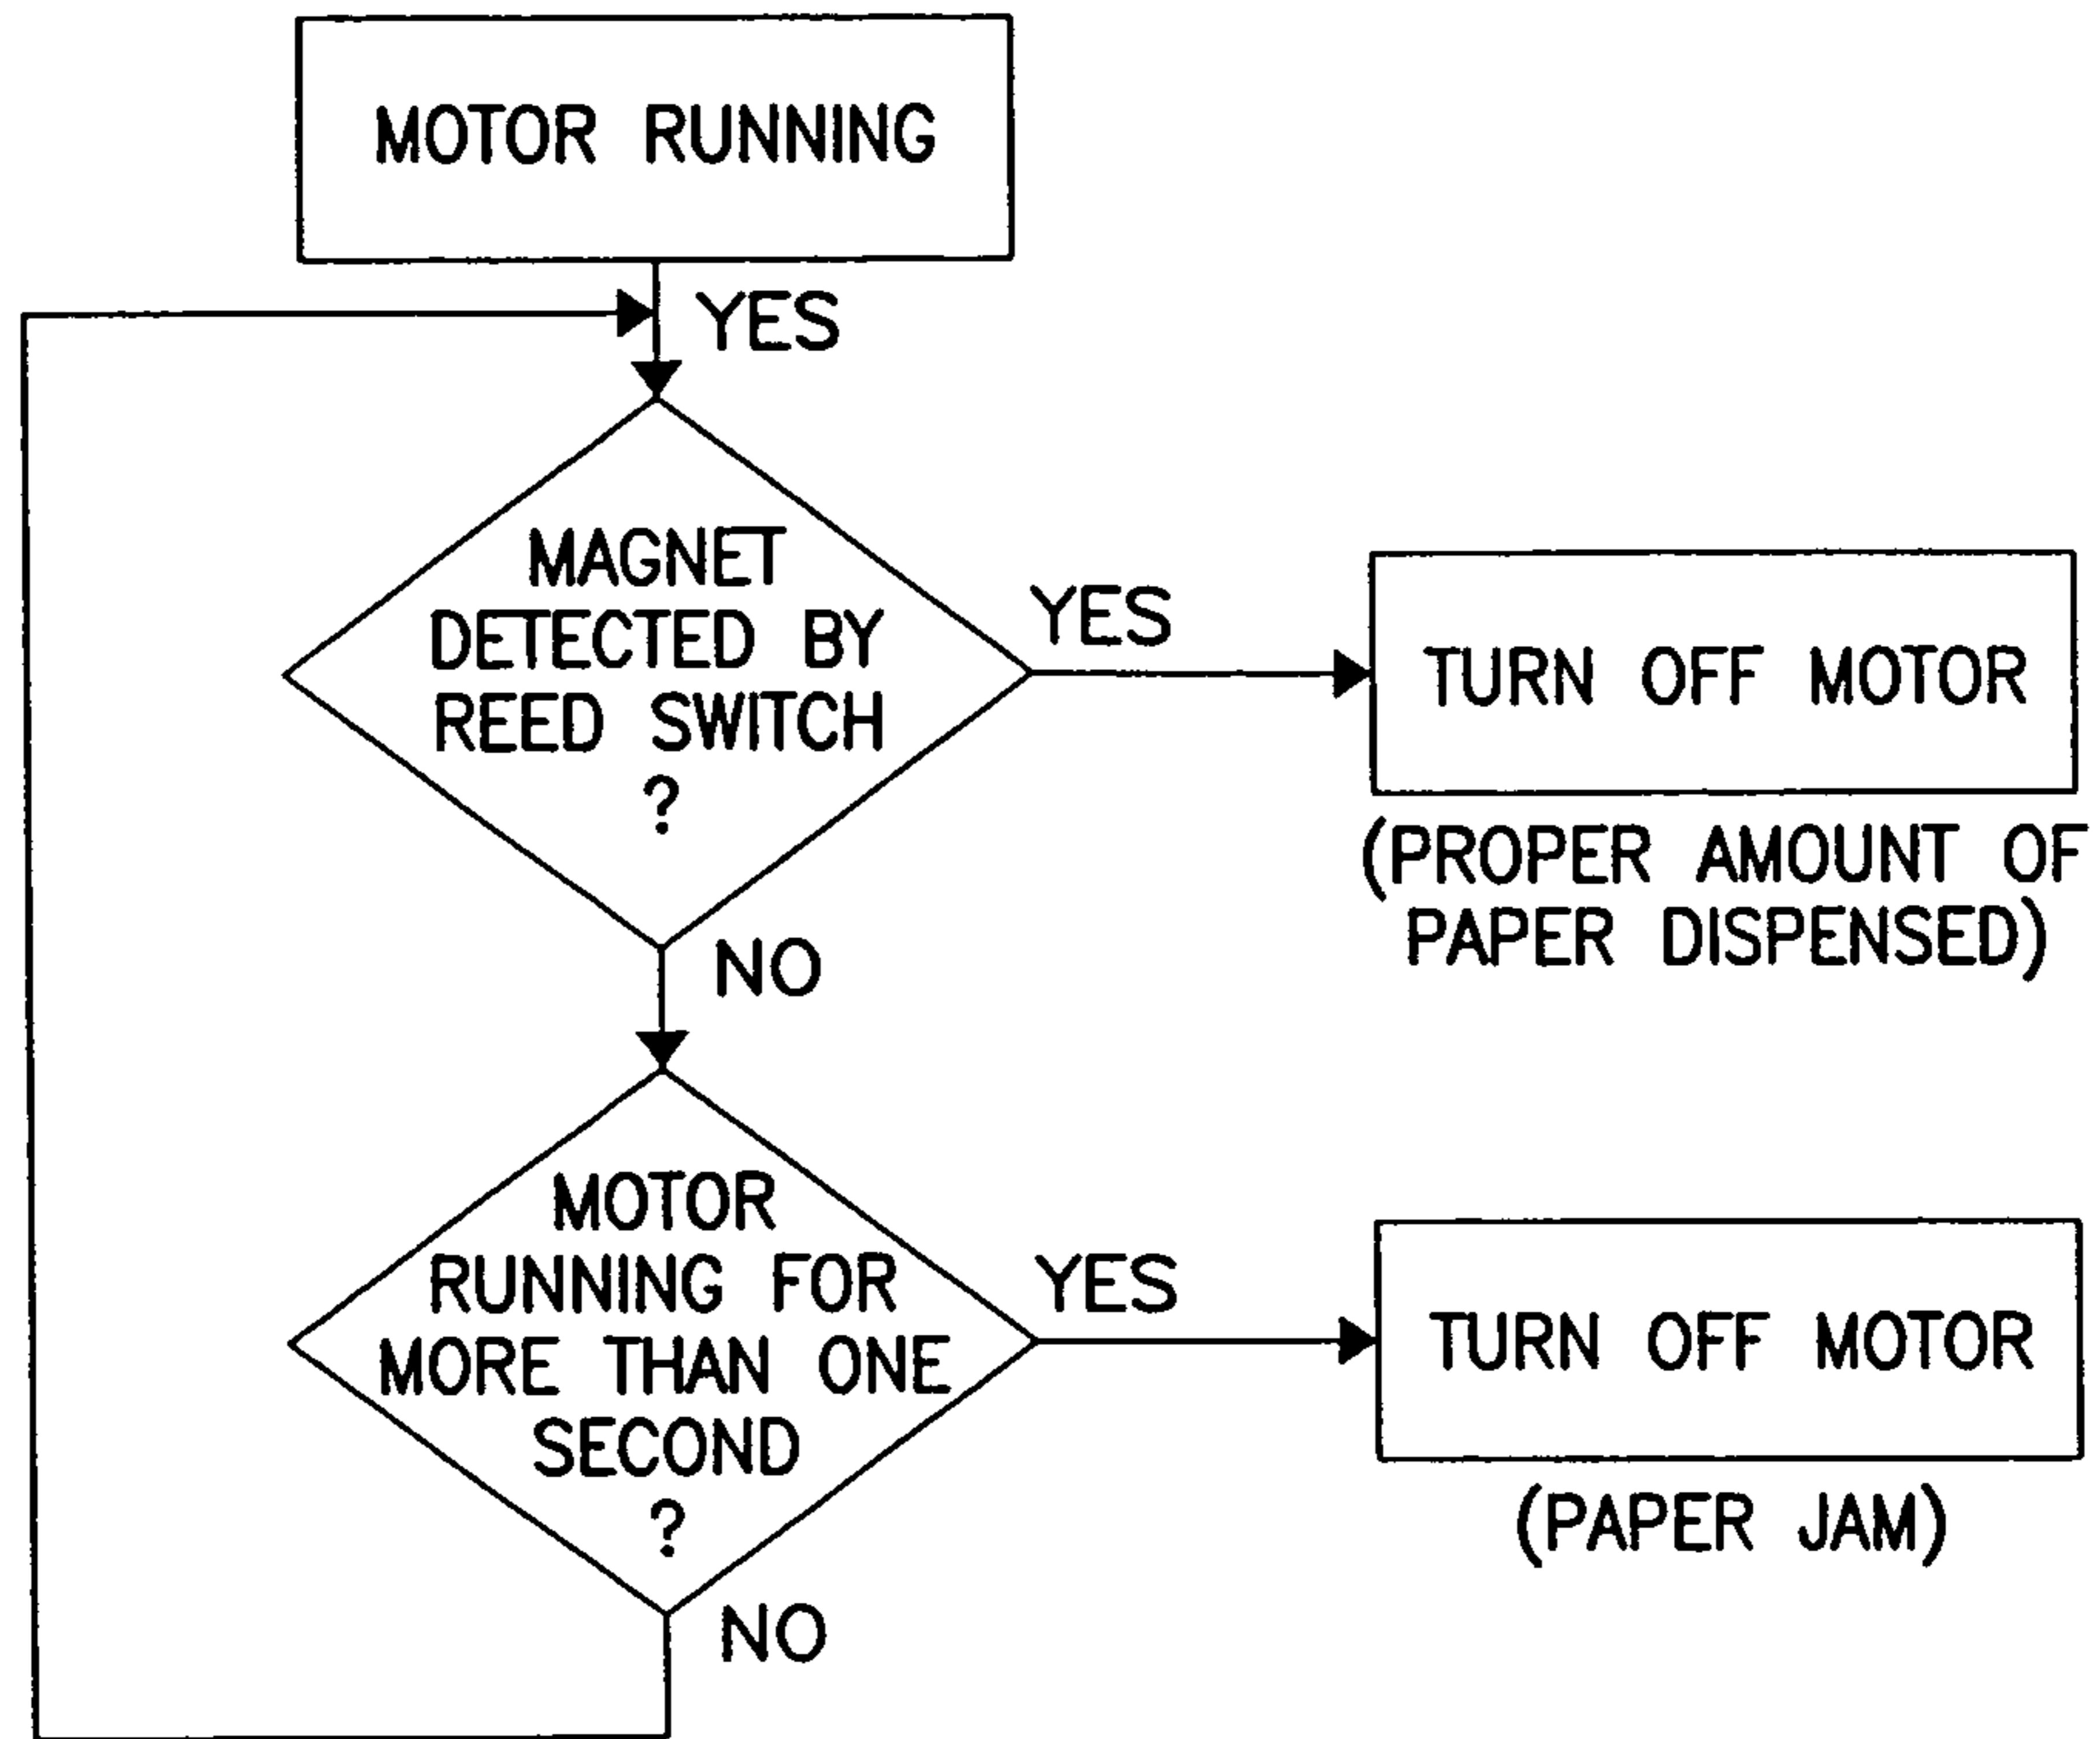 MOTOR RUNNING
YES
MAGNET
DETECTED BY
REED SWITCH
?
YES
TURN OFF MOTOR
(PROPER AMOUNT OF
PAPER DISPENSED)
NO
MOTOR
RUNNING FOR
MORE THAN ONE
SECOND
?
YES
TURN OFF MOTOR
(PAPER JAM)
NO